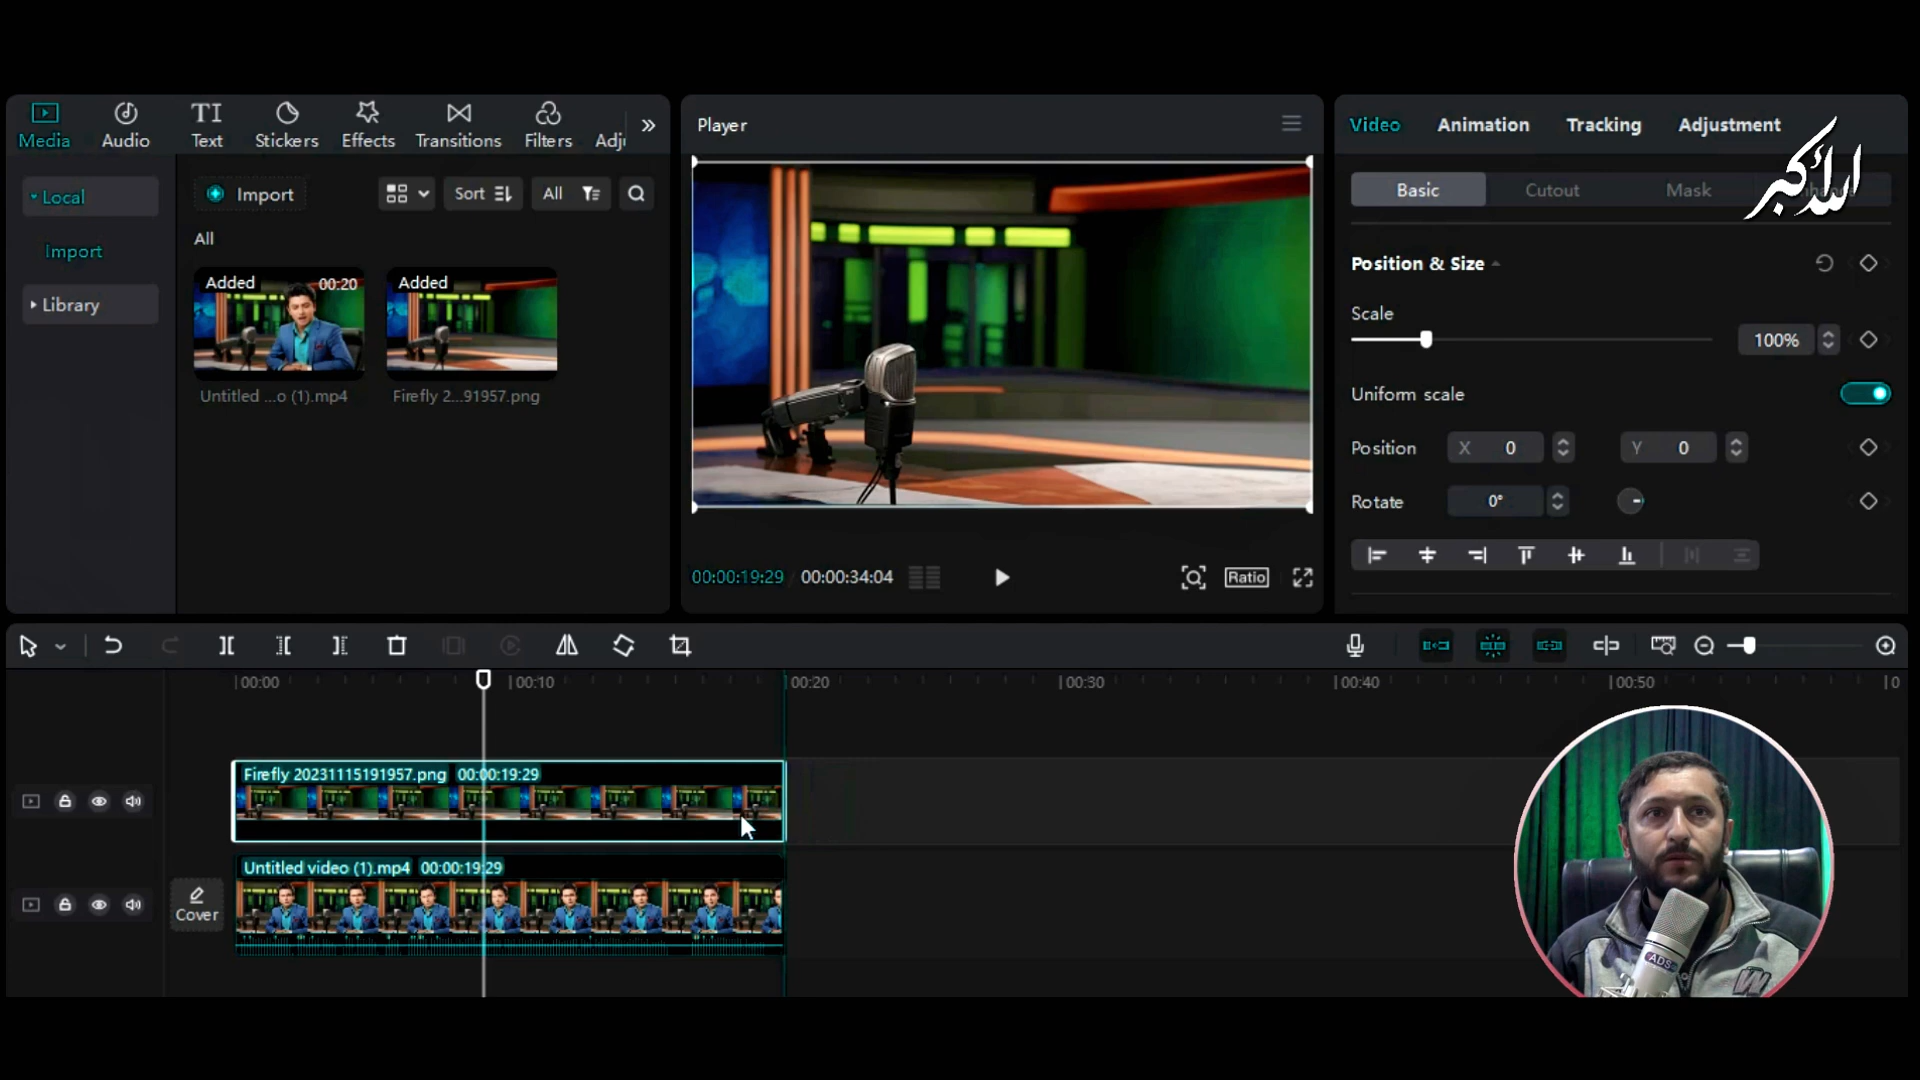 Media
Audio
TI
Text
Stickers
Effects
Transitions
Filters
Adj
Player
Video
Animation
Tracking
Adjustment
الله أكبر
Local
Import
Library
Import
Sort
All
All
Added
00:20
Added
Untitled ...o (1).mp4
Firefly 2...91957.png
Basic
Cutout
Mask
Position & Size
Scale
100%
Uniform scale
Position
X 0
Y 0
Rotate
0°
00:00:19:29
00:00:34:04
Ratio
00:00
00:10
00:20
00:30
00:40
00:50
0
Firefly 20231115191957.png 00:00:19:29
Untitled video (1).mp4 00:00:19:29
Cover
ADS